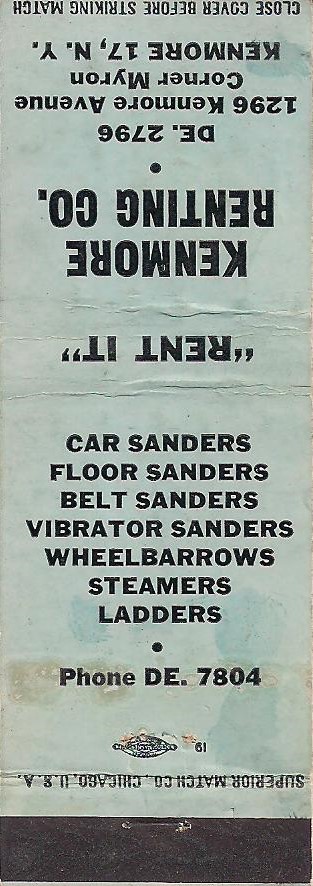 CLOSE COVER BEFORE STRIKING MATCH
"RENT IT"
KENMORE
RENTING CO.
•
DE. 2796
1296 Kenmore Avenue
Corner Myron
KENMORE 17, N. Y.
CAR SANDERS
FLOOR SANDERS
BELT SANDERS
VIBRATOR SANDERS
WHEELBARROWS
STEAMERS
LADDERS
•
Phone DE. 7804
19
SUPERIOR MATCH CO., CHICAGO, U.S.A.